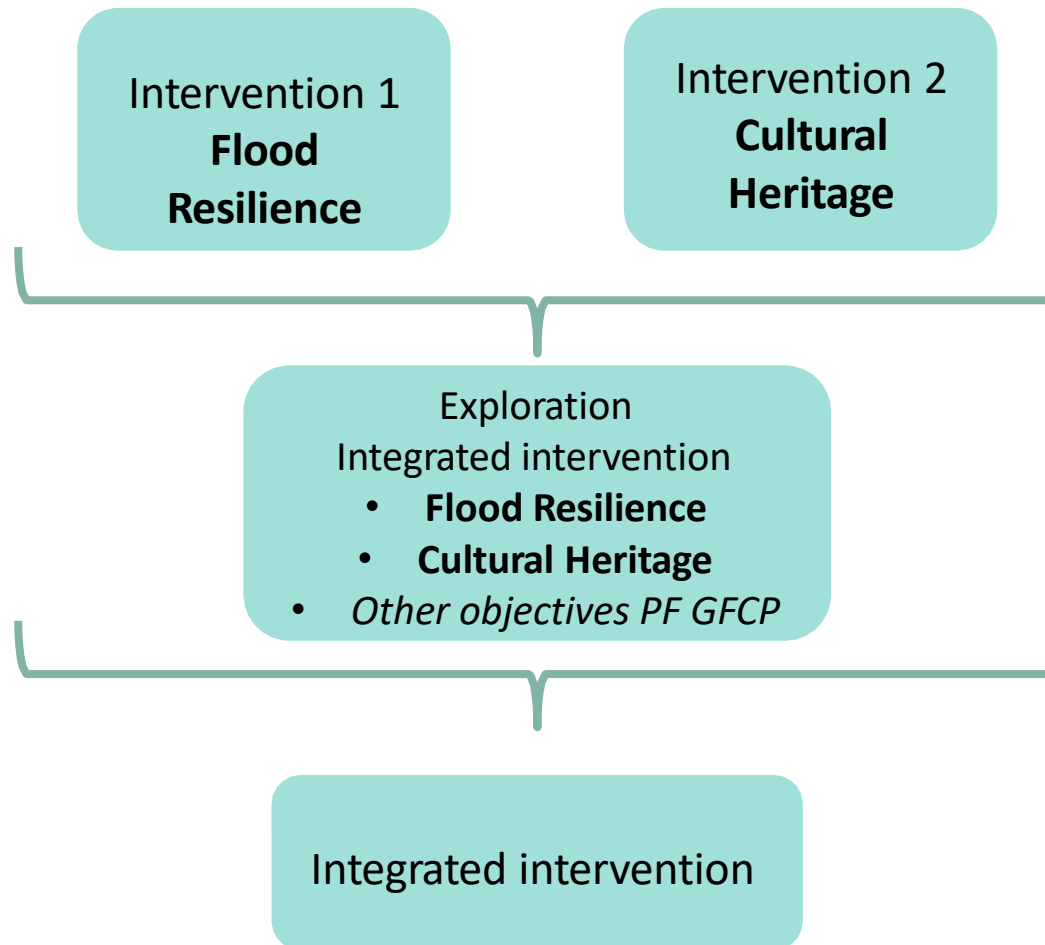 Intervention 1
Flood
Resilience
Intervention 2
Cultural
Heritage
Exploration
Integrated intervention
• Flood Resilience
• Cultural Heritage
• Other objectives PF GFCP
Integrated intervention